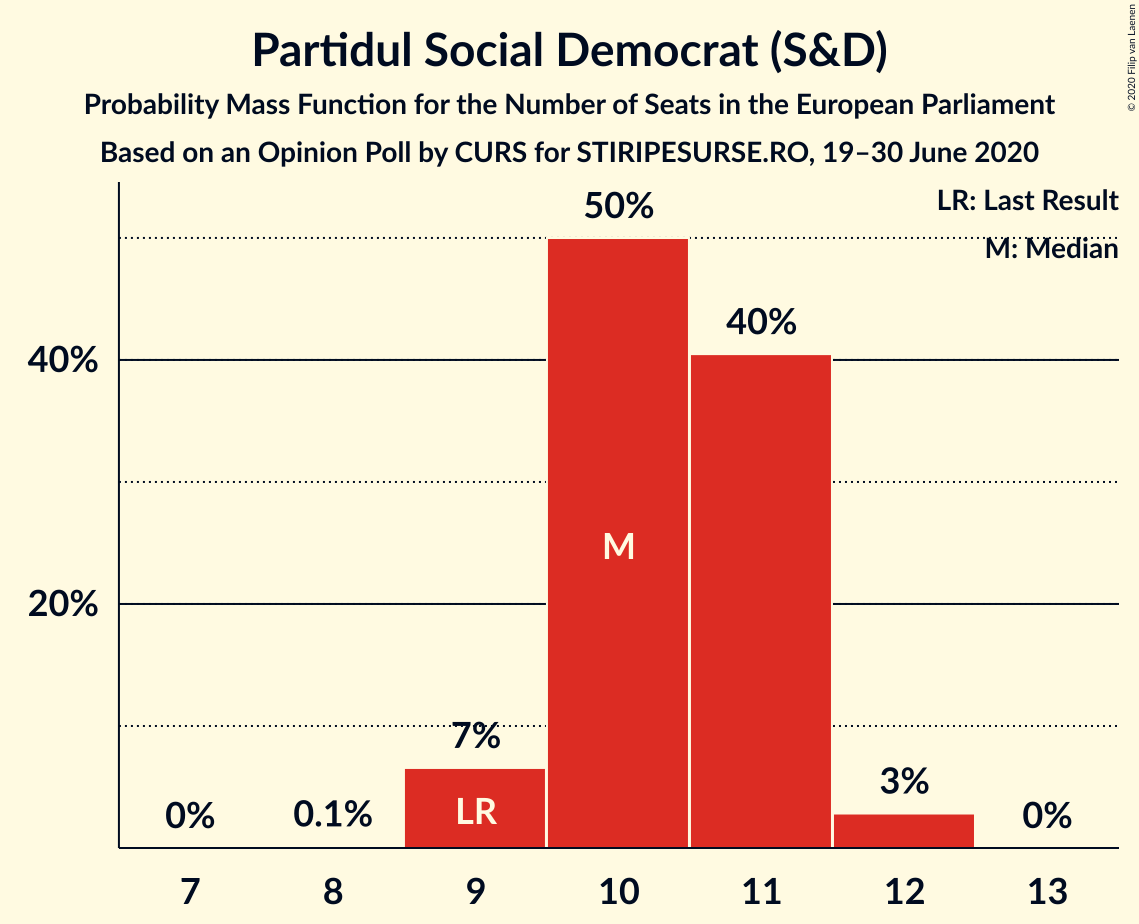 Partidul Social Democrat (S&D)
Probability Mass Function for the Number of Seats in the European Parliament
Based on an Opinion Poll by CURS for STIRIPESURSE.RO, 19–30 June 2020
© 2020 Filip van Laenen
LR: Last Result
M: Median
50%
40%
40%
M
20%
7%
LR
3%
0%
0.1%
0%
7 8 9 10 11 12 13